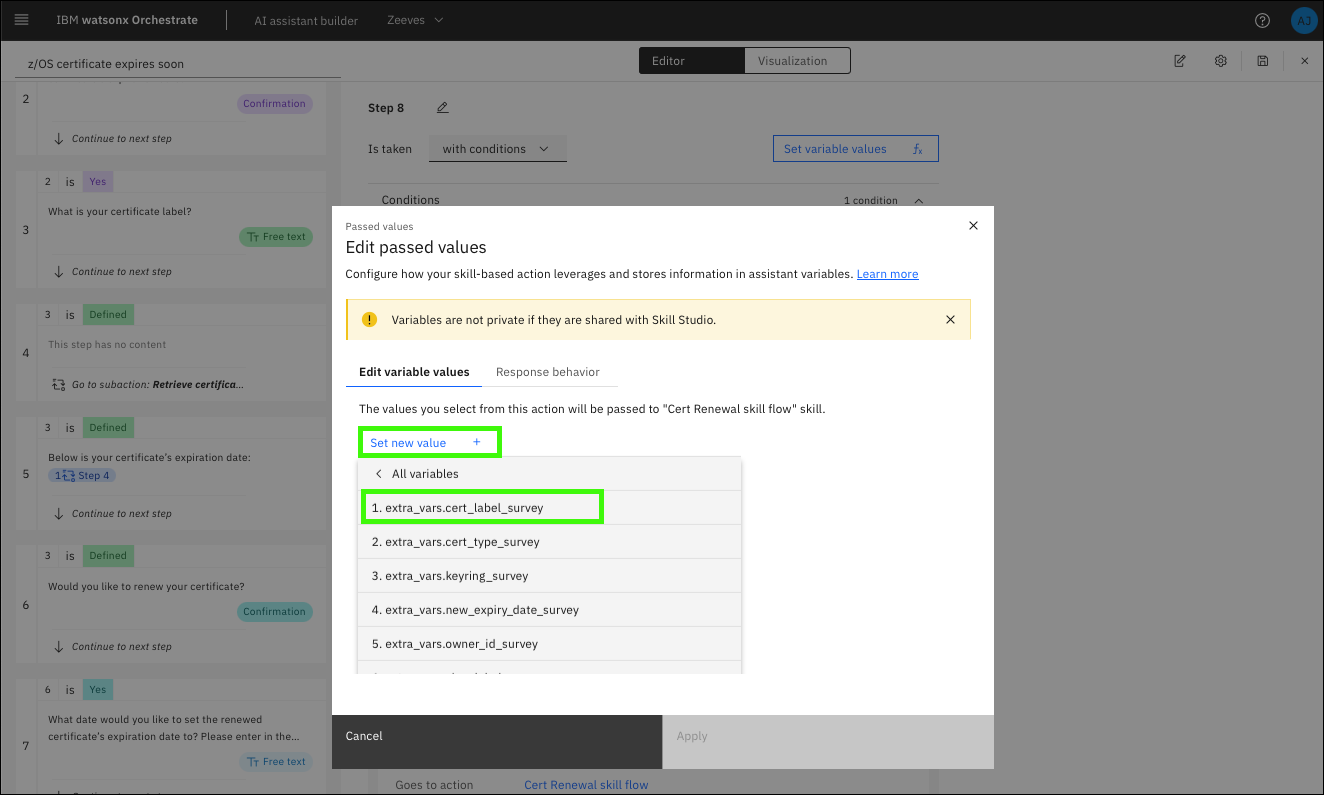 IBM watsonx Orchestrate
AI assistant builder
Zeeves
AJ
z/OS certificate expires soon
Editor
Visualization
2
Confirmation
Continue to next step
2 is Yes
What is your certificate label?
3
Free text
Continue to next step
3 is Defined
This step has no content
4
Go to subaction: Retrieve certifica...
3 is Defined
Below is your certificate's expiration date:
5
1 Step 4
Continue to next step
3 is Defined
Would you like to renew your certificate?
6
Confirmation
Continue to next step
6 is Yes
What date would you like to set the renewed
certificate's expiration date to? Please enter in the...
7
Free text
Continue to next step
Step 8
Is taken
with conditions
Set variable values fx
Conditions
1 condition
Passed values
Edit passed values
Configure how your skill-based action leverages and stores information in assistant variables. Learn more
Variables are not private if they are shared with Skill Studio.
Edit variable values
Response behavior
The values you select from this action will be passed to "Cert Renewal skill flow" skill.
Set new value +
All variables
1. extra_vars.cert_label_survey
2. extra_vars.cert_type_survey
3. extra_vars.keyring_survey
4. extra_vars.new_expiry_date_survey
5. extra_vars.owner_id_survey
Cancel
Apply
Goes to action
Cert Renewal skill flow